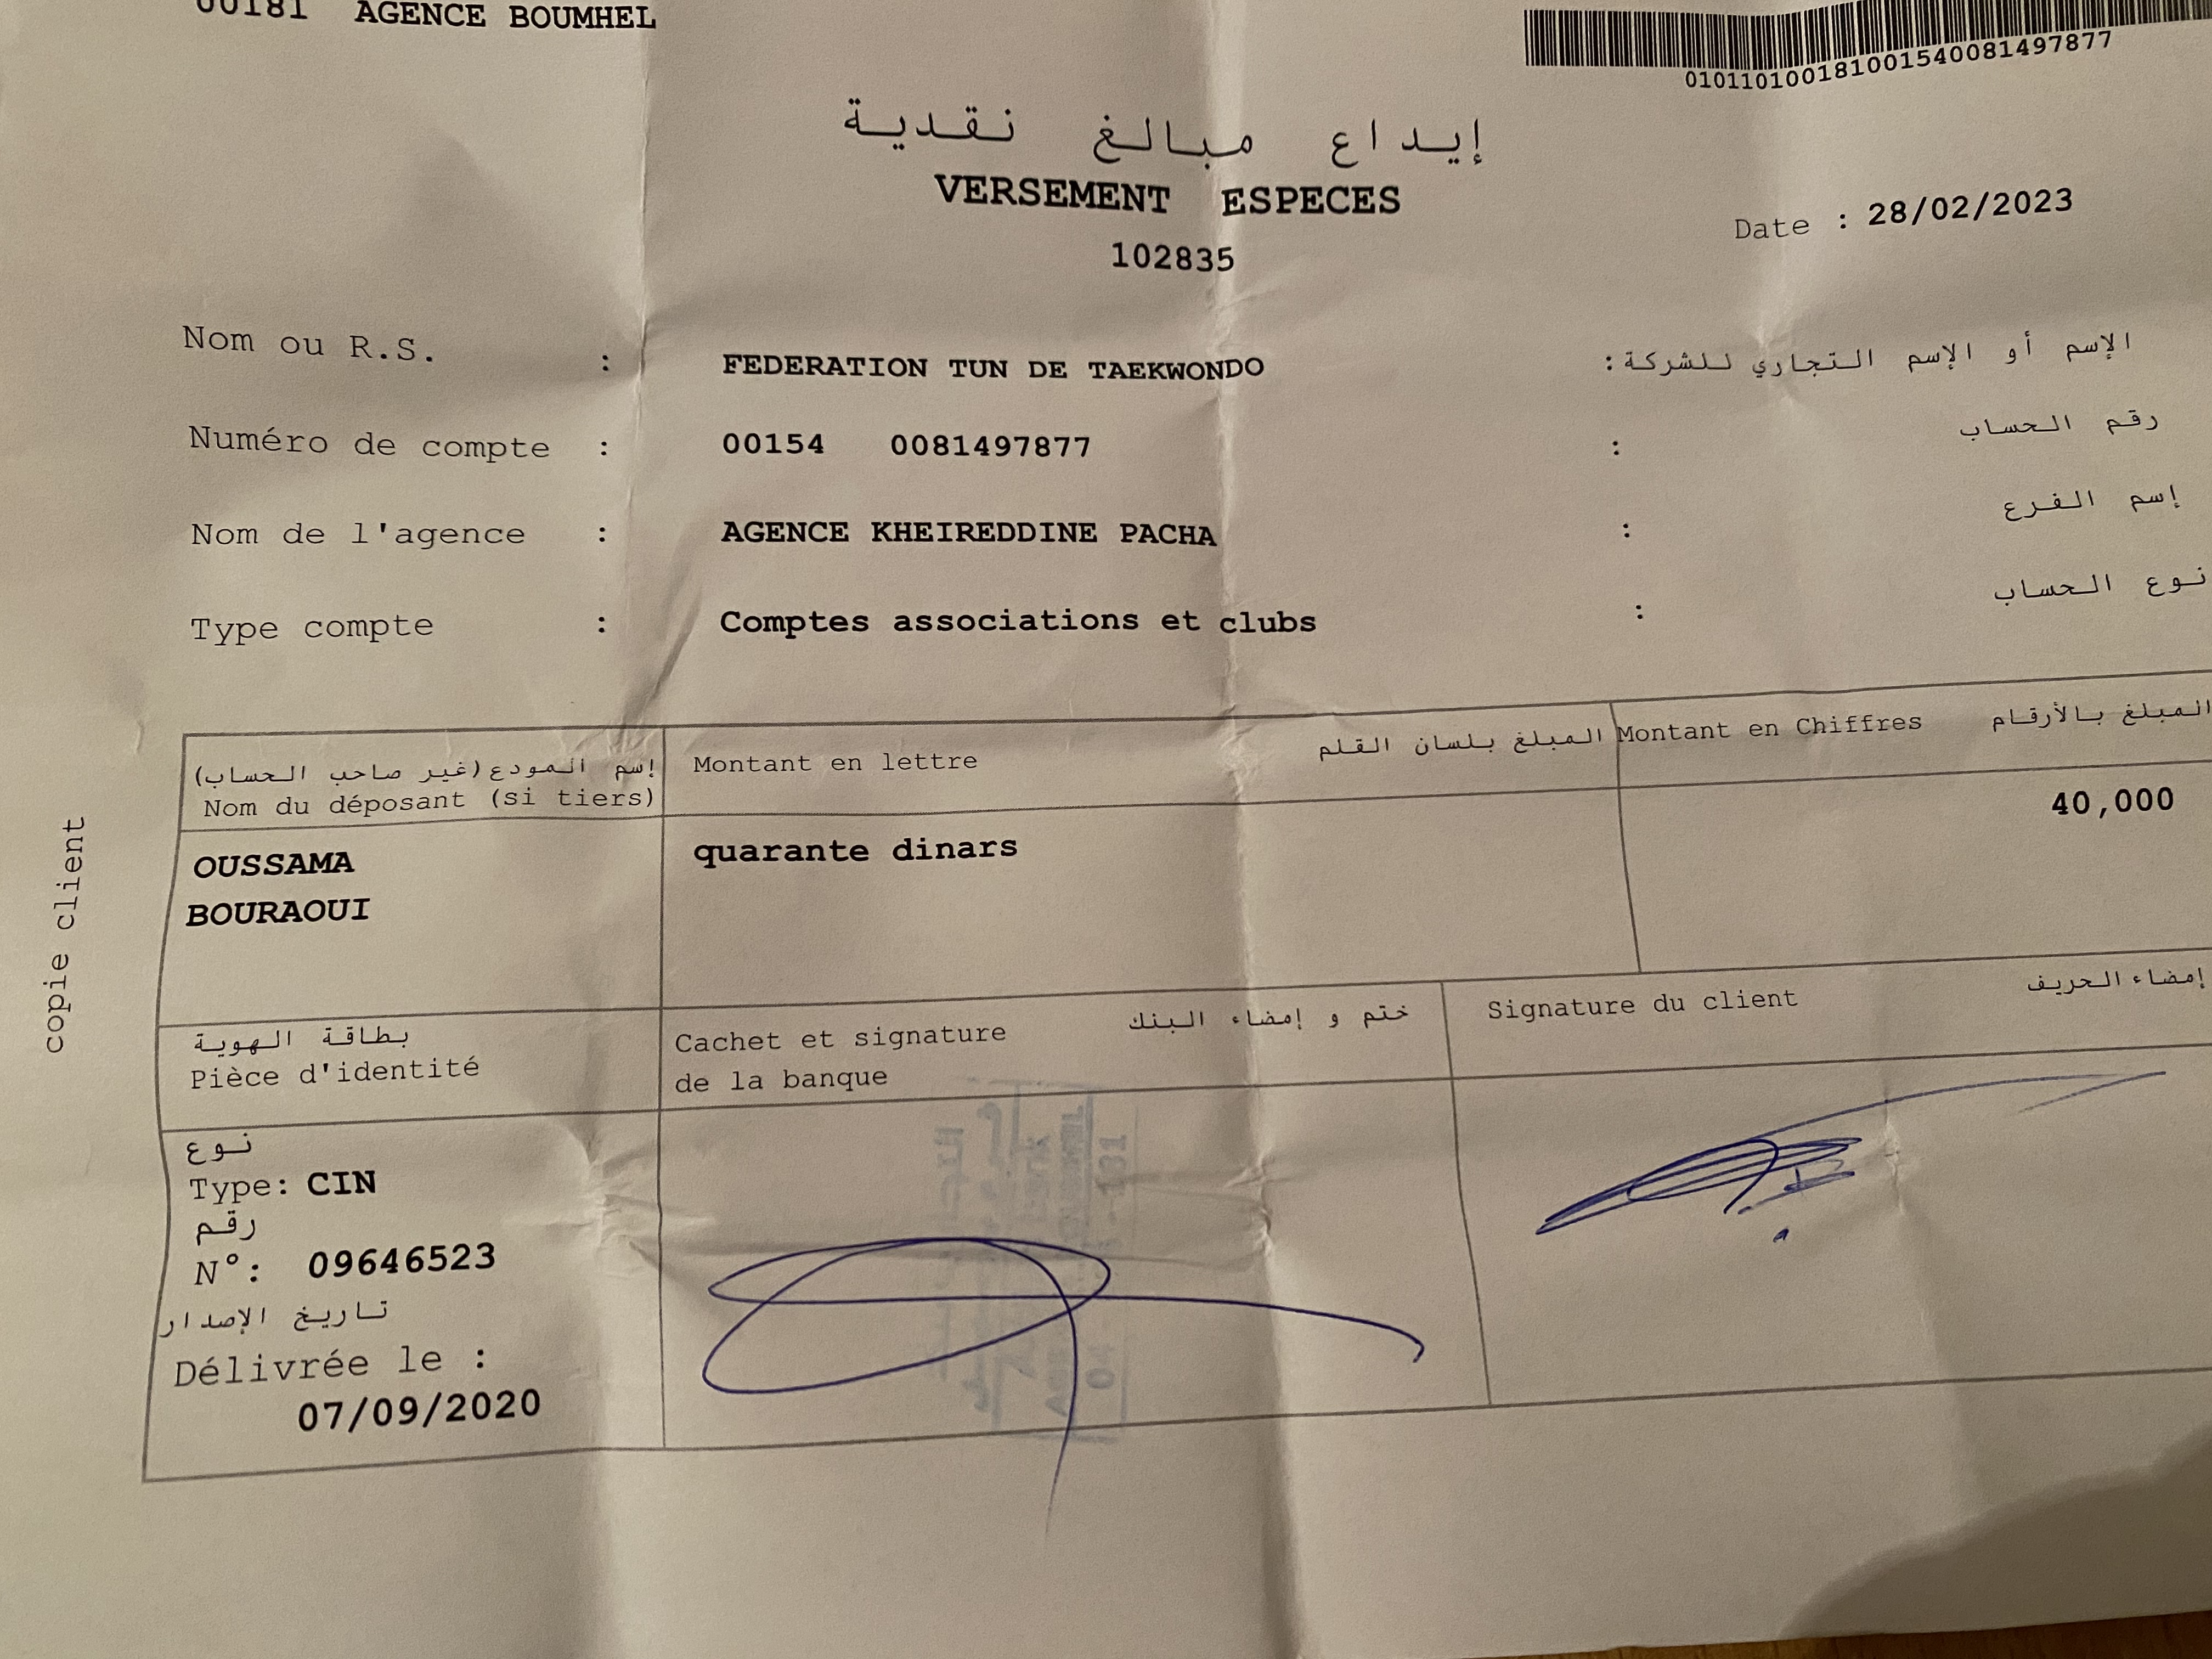 00181 AGENCE BOUMHEL
010110100181001540081497877
إيداع مبالغ نقدية
VERSEMENT ESPECES
102835
Date : 28/02/2023
Nom ou R.S. : FEDERATION TUN DE TAEKWONDO الإسم أو الإسم التجاري للشركة :
Numéro de compte : 00154 0081497877 : رقم الحساب
Nom de l'agence : AGENCE KHEIREDDINE PACHA : إسم الفرع
Type compte : Comptes associations et clubs : نوع الحساب
إسم المودع (غير صاحب الحساب)
Nom du déposant (si tiers)
Montant en lettre المبلغ بلسان القلم
Montant en Chiffres المبلغ بالأرقام
OUSSAMA
BOURAOUI
quarante dinars
40,000
بطاقة الهوية
Pièce d'identité
Cachet et signature ختم و إمضاء البنك
de la banque
Signature du client إمضاء الحريف
نوع
Type: CIN
رقم
N°: 09646523
تاريخ الإصدار
Délivrée le :
07/09/2020
copie client